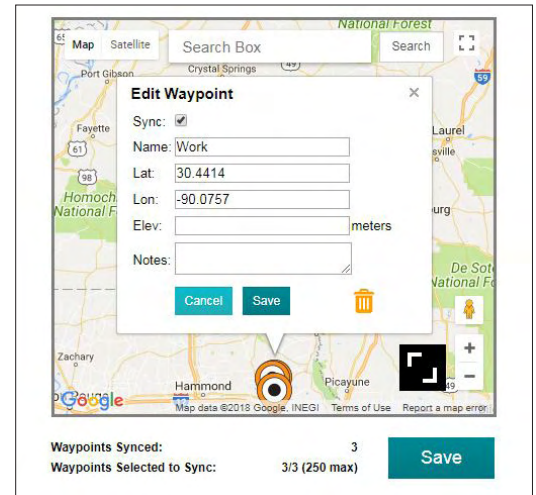 National Forest
Map Satellite Search Box Search
Port Gibson
Crystal Springs
59
Edit Waypoint
×
Sync:
Fayette
Laurel
Name: Work
61
sville
Lat: 30.4414
98
Lon: -90.0757
Homoch
National F
urg
Elev: meters
Notes:
De Sot
National Fo
Cancel Save
Zachary
+
−
Hammond
Picayune
49
Google
Map data ©2018 Google, INEGI Terms of Use Report a map error
Waypoints Synced: 3
Waypoints Selected to Sync: 3/3 (250 max)
Save